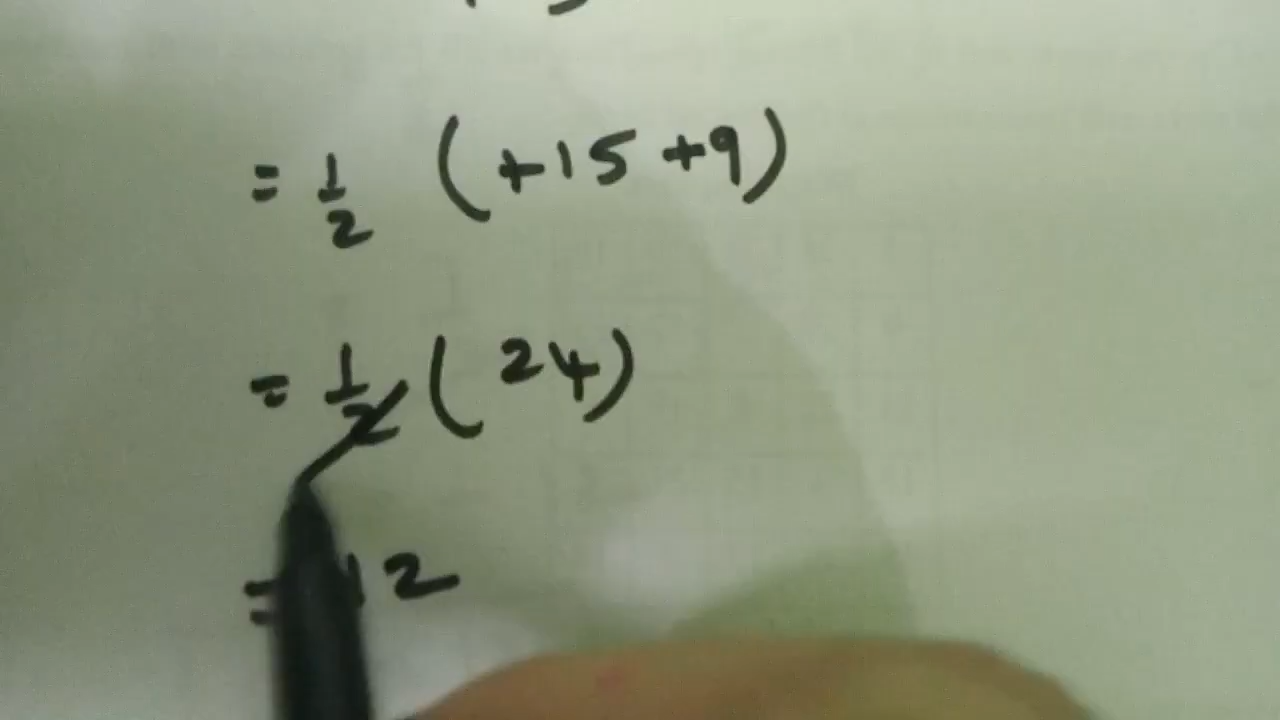 = 1/2 (+15 +9)
= 1/2 (24)
= 12